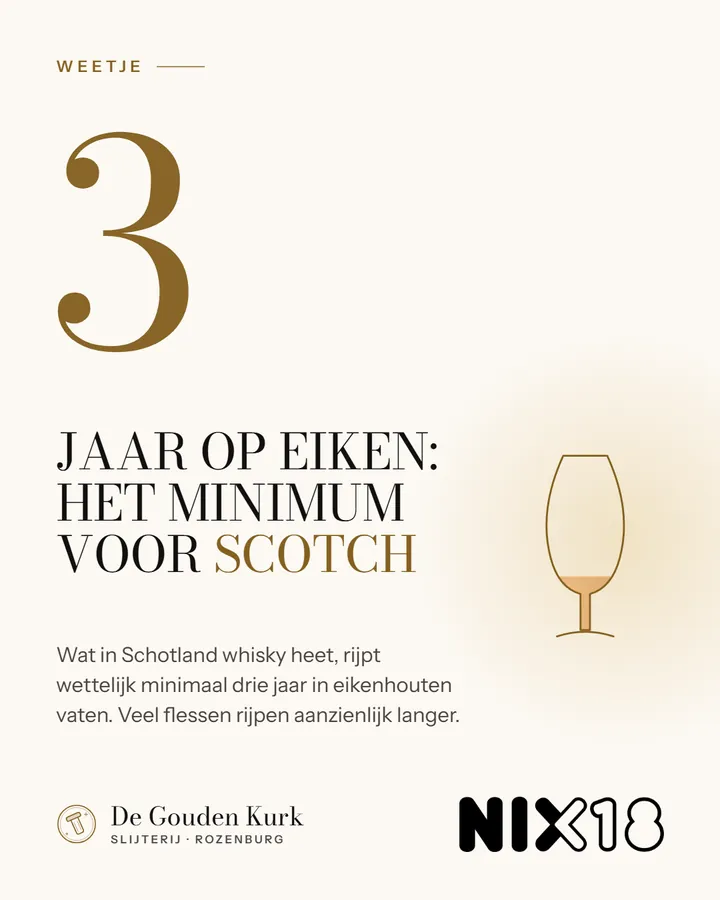 WEETJE
3
JAAR OP EIKEN:
HET MINIMUM
VOOR SCOTCH
Wat in Schotland whisky heet, rijpt
wettelijk minimaal drie jaar in eikenhouten
vaten. Veel flessen rijpen aanzienlijk langer.
De Gouden Kurk
SLIJTERIJ · ROZENBURG
NIX18